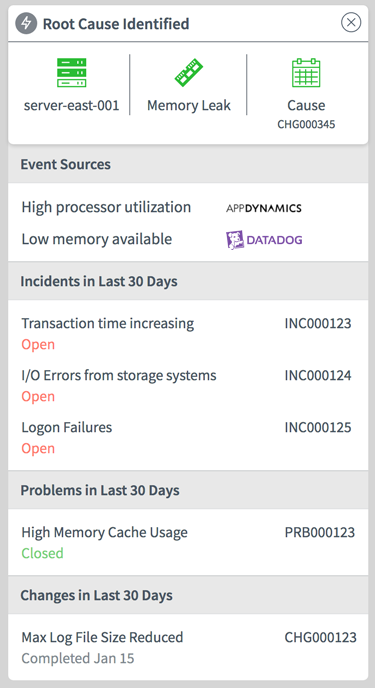 Root Cause Identified
server-east-001 Memory Leak Cause
CHG000345
Event Sources
High processor utilization APPDYNAMICS
Low memory available DATADOG
Incidents in Last 30 Days
Transaction time increasing INC000123
Open
I/O Errors from storage systems INC000124
Open
Logon Failures INC000125
Open
Problems in Last 30 Days
High Memory Cache Usage PRB000123
Closed
Changes in Last 30 Days
Max Log File Size Reduced CHG000123
Completed Jan 15